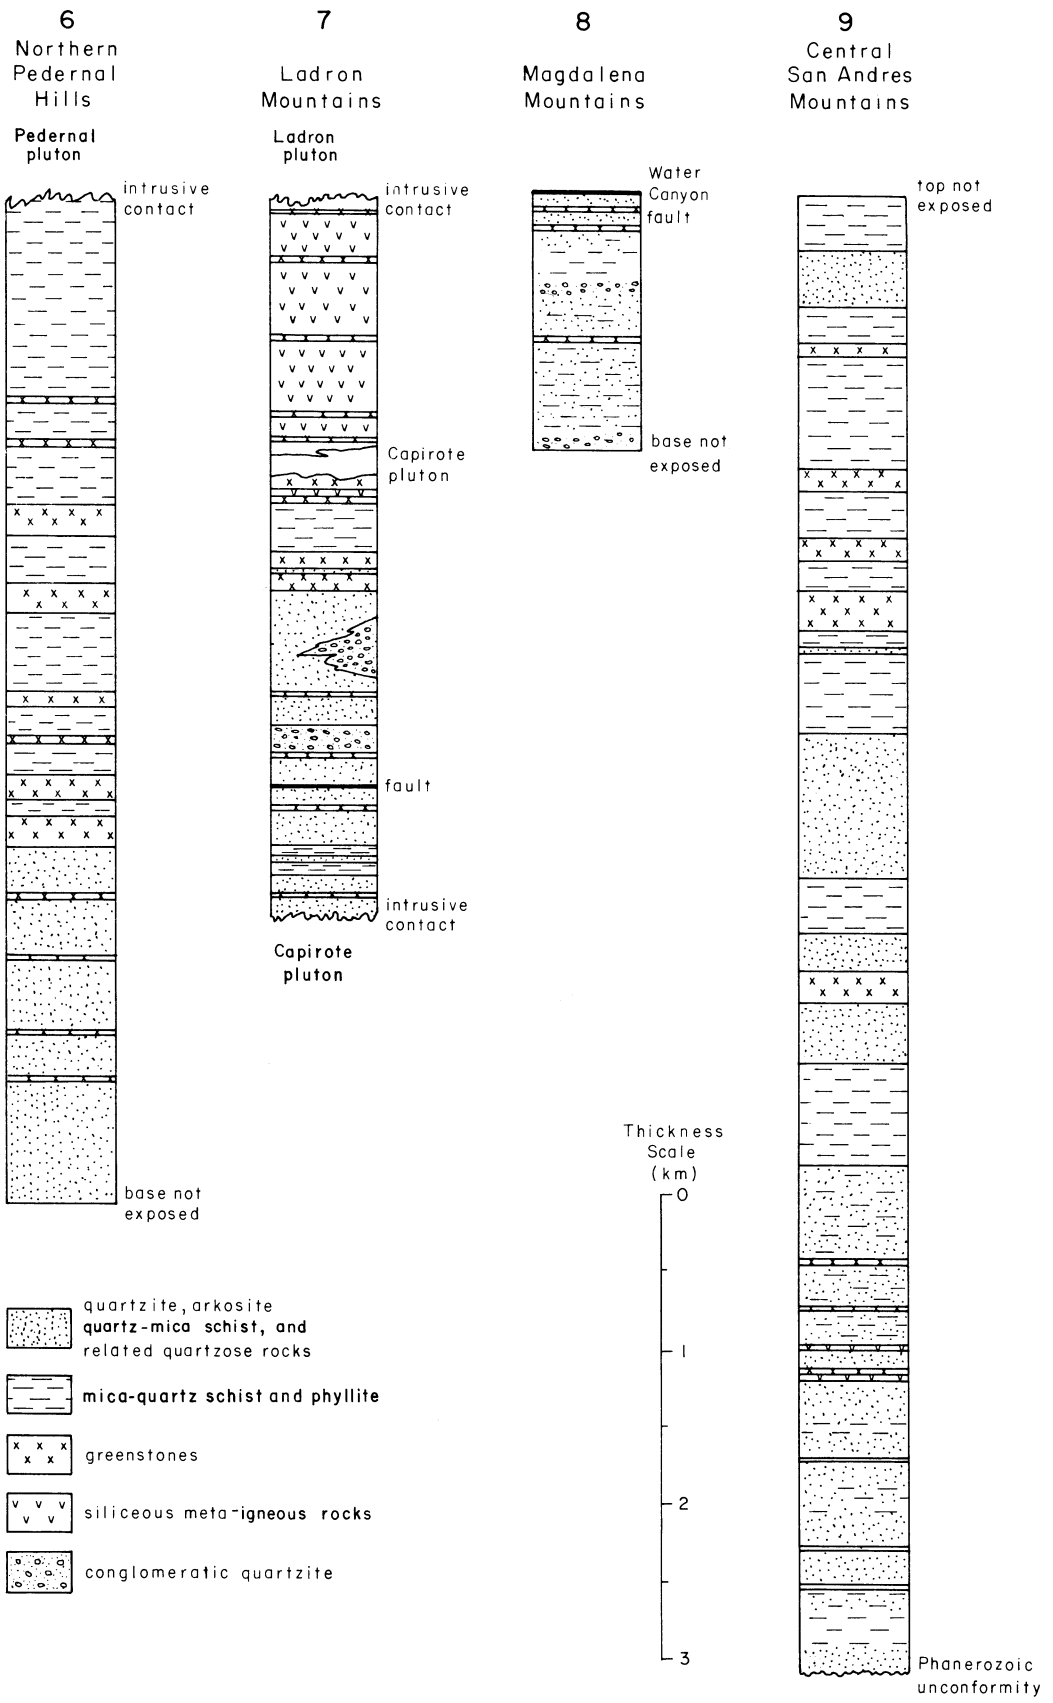 6
Northern
Pedernal
Hills
Pedernal
pluton
intrusive
contact
base not
exposed
7
Ladron
Mountains
Ladron
pluton
intrusive
contact
Capirote
pluton
fault
intrusive
contact
Capirote
pluton
8
Magdalena
Mountains
Water
Canyon
fault
base not
exposed
9
Central
San Andres
Mountains
top not
exposed
Phanerozoic
unconformity
Thickness
Scale
(km)
0
1
2
3
quartzite, arkosite
quartz-mica schist, and
related quartzose rocks
mica-quartz schist and phyllite
greenstones
siliceous meta-igneous rocks
conglomeratic quartzite